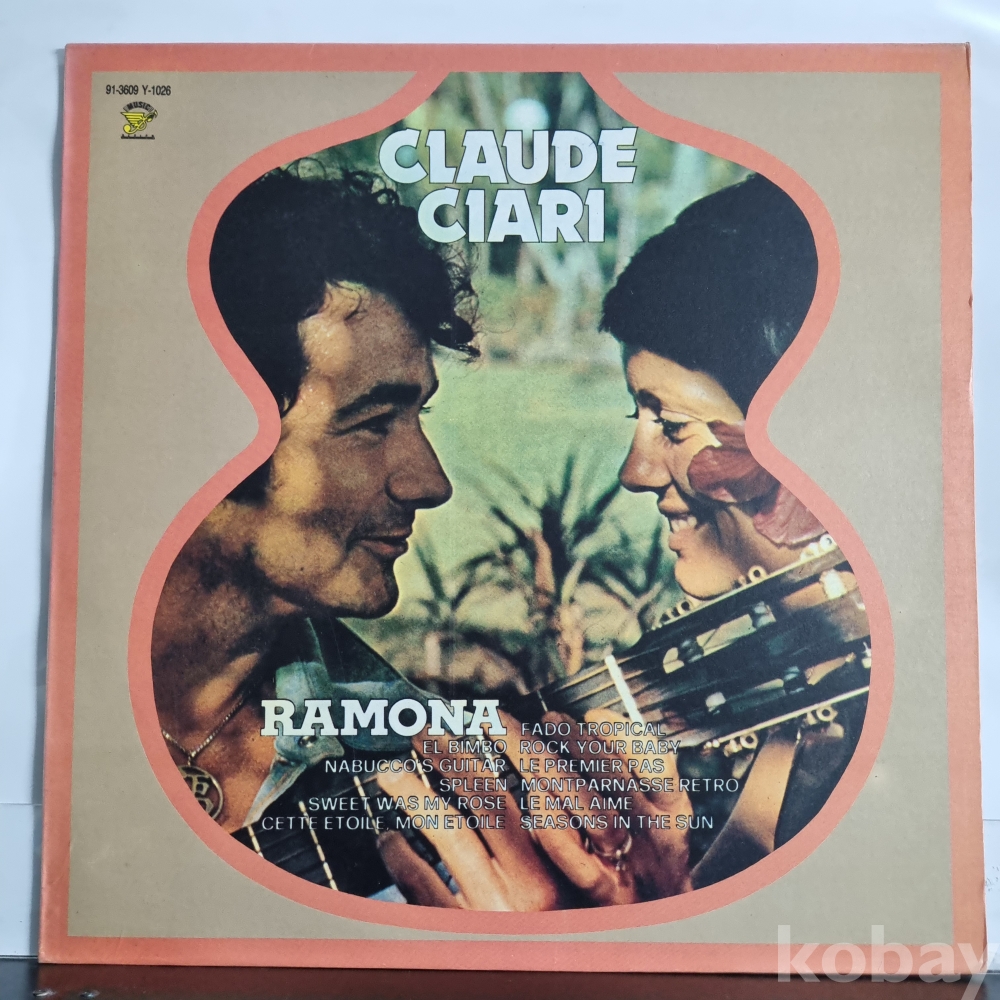 91-3609 Y-1026
MUSICA
CLAUDE
CIARI
RAMONA FADO TROPICAL
EL BIMBO ROCK YOUR BABY
NABUCCO'S GUITAR LE PREMIER PAS
SPLEEN MONTPARNASSE RETRO
SWEET WAS MY ROSE LE MAL AIME
CETTE ETOILE, MON ETOILE SEASONS IN THE SUN
kobay